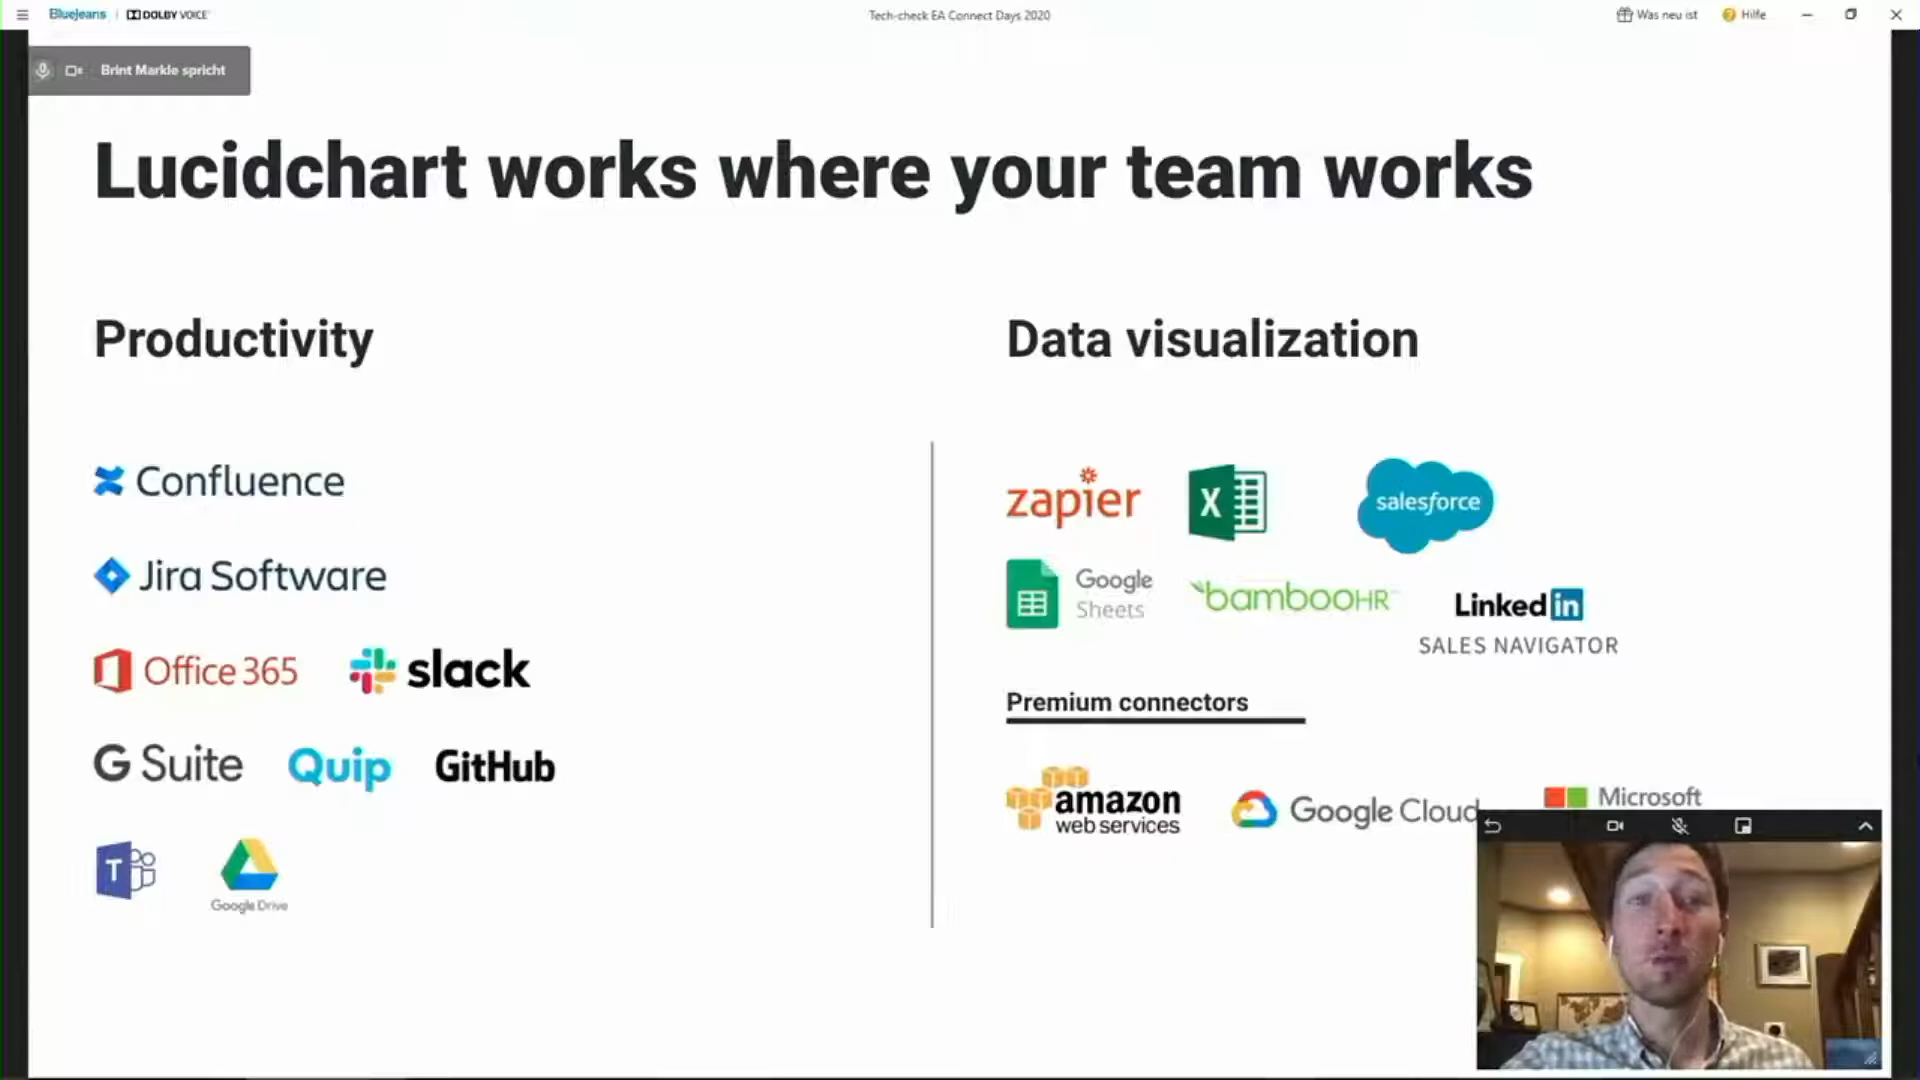 BlueJeans DOLBY VOICE
Tech-check EA Connect Days 2020
Was neu ist
Hilfe
Brint Markle spricht
Lucidchart works where your team works
Productivity
Confluence
Jira Software
Office 365
slack
G Suite
Quip
GitHub
T
Google Drive
Data visualization
zapier
X
salesforce
Google
Sheets
bambooHR
Linked in
SALES NAVIGATOR
Premium connectors
amazon
web services
Google Cloud
Microsoft